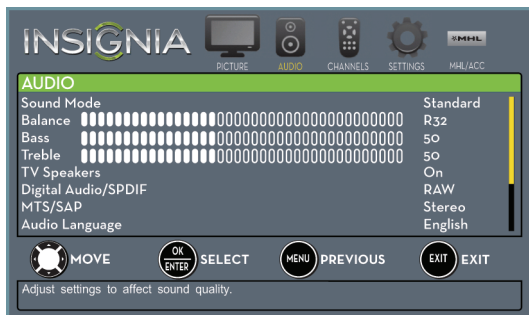 INSIGNIA
PICTURE AUDIO CHANNELS SETTINGS MHL/ACC
MHL
AUDIO
Sound Mode Standard
Balance R32
Bass 50
Treble 50
TV Speakers On
Digital Audio/SPDIF RAW
MTS/SAP Stereo
Audio Language English
MOVE OK ENTER SELECT MENU PREVIOUS EXIT EXIT
Adjust settings to affect sound quality.